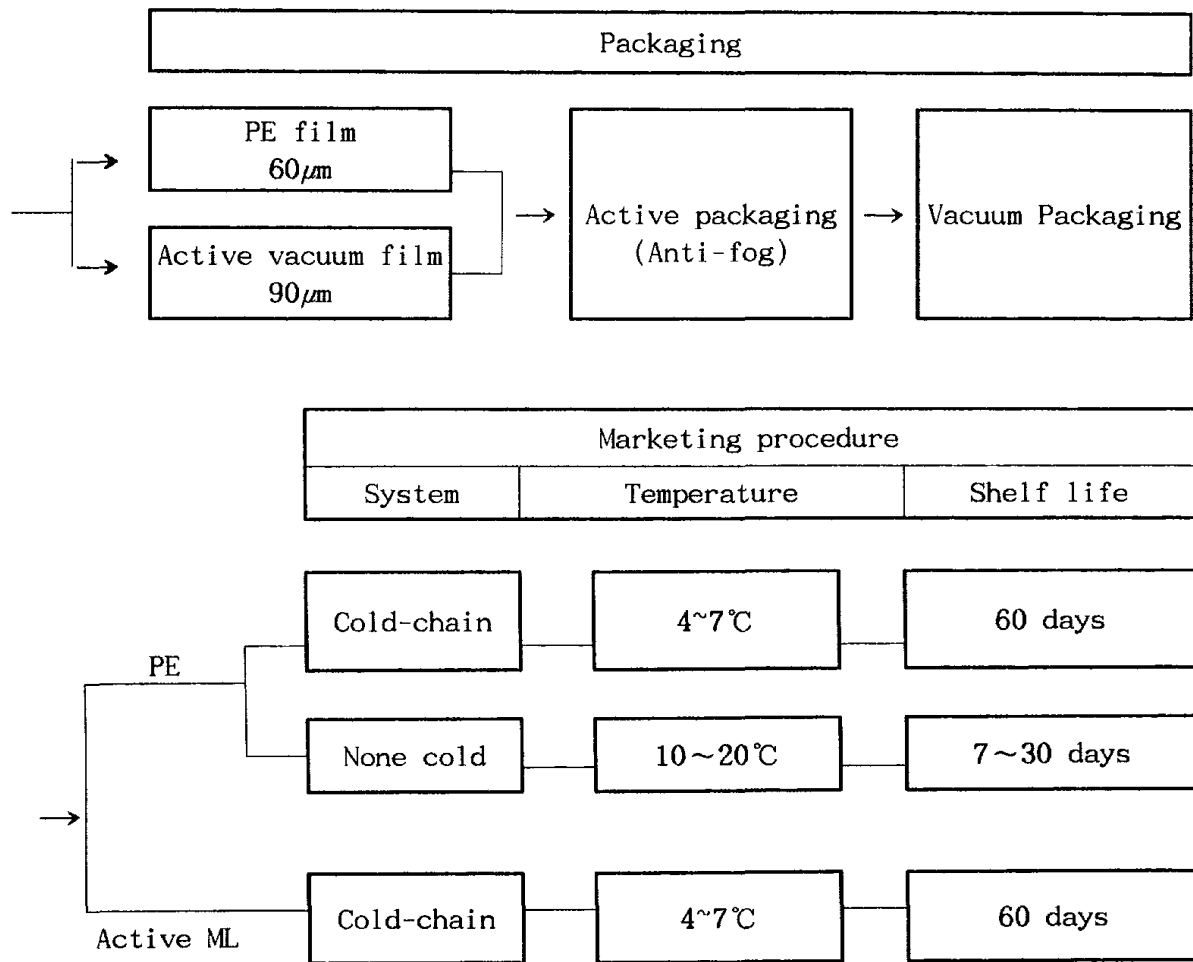 Packaging
PE film
60μm
Active vacuum film
90μm
Active packaging
(Anti-fog)
Vacuum Packaging
Marketing procedure
System Temperature Shelf life
PE
Cold-chain 4~7℃ 60 days
None cold 10～20℃ 7～30 days
Active ML
Cold-chain 4~7℃ 60 days